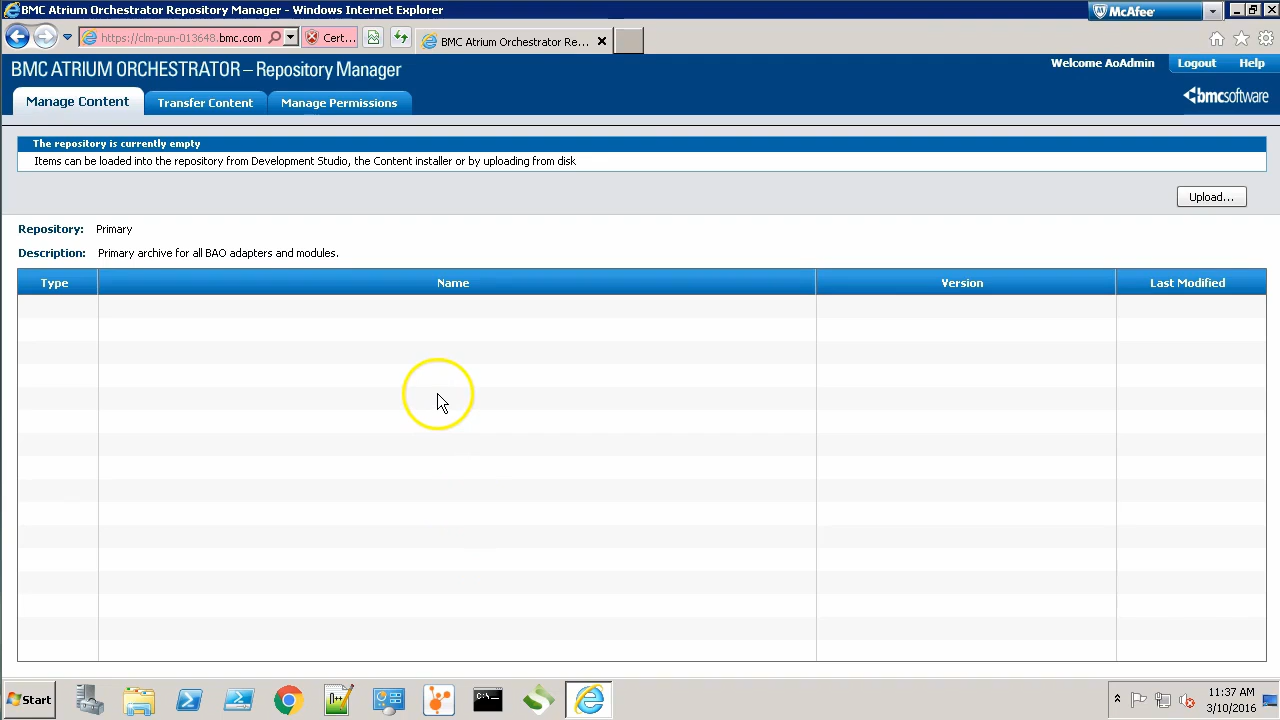 BMC Atrium Orchestrator Repository Manager - Windows Internet Explorer
McAfee
https://clm-pun-013648.bmc.com
Cert...
BMC Atrium Orchestrator Re...
BMC ATRIUM ORCHESTRATOR – Repository Manager
Welcome AoAdmin
Logout
Help
Manage Content
Transfer Content
Manage Permissions
bmcsoftware
The repository is currently empty
Items can be loaded into the repository from Development Studio, the Content installer or by uploading from disk
Upload...
Repository: Primary
Description: Primary archive for all BAO adapters and modules.
Type Name Version Last Modified
Start
11:37 AM
3/10/2016